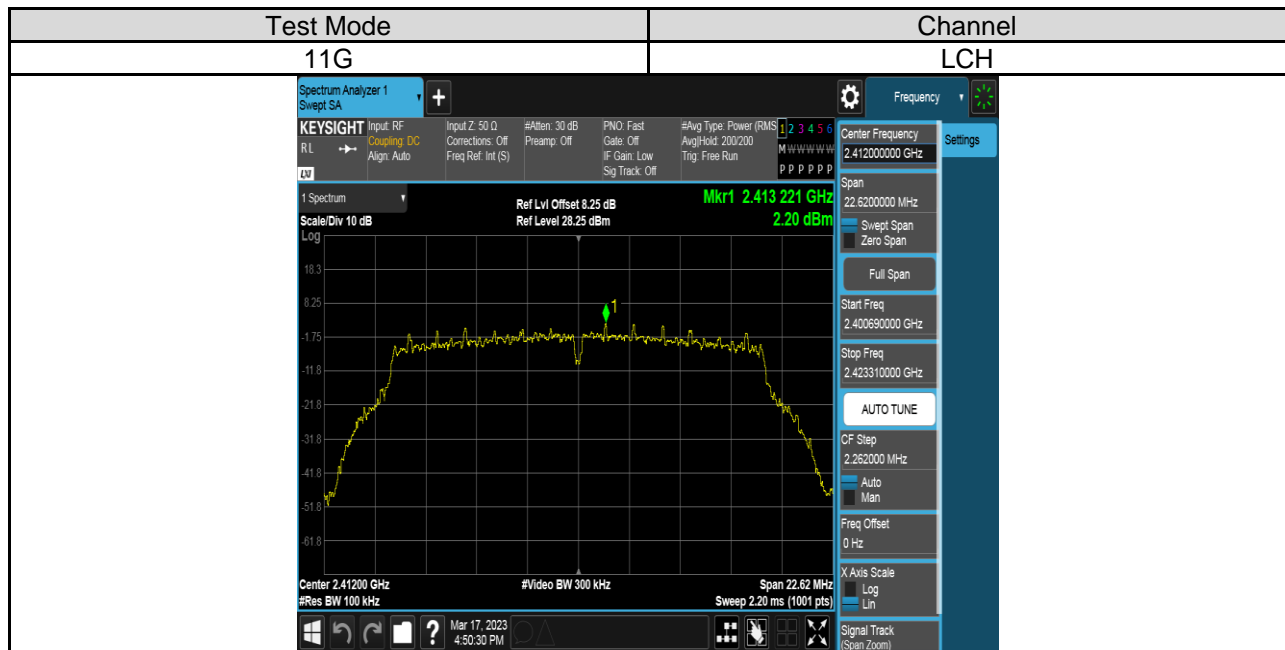 Test Mode Channel
11G LCH
Spectrum Analyzer 1
Swept SA
Frequency
KEYSIGHT
RL
LXI
Input: RF
Coupling: DC
Align: Auto
Input Z: 50 Ω
Corrections: Off
Freq Ref: Int (S)
#Atten: 30 dB
Preamp: Off
PNO: Fast
Gate: Off
IF Gain: Low
Sig Track: Off
#Avg Type: Power (RMS
Avg|Hold: 200/200
Trig: Free Run
1 2 3 4 5 6
M W W W W W
P P P P P P
1 Spectrum
Scale/Div 10 dB
Log
Ref Lvl Offset 8.25 dB
Ref Level 28.25 dBm
Mkr1 2.413 221 GHz
2.20 dBm
18.3
8.25
-1.75
-11.8
-21.8
-31.8
-41.8
-51.8
-61.8
1
Center 2.41200 GHz
#Res BW 100 kHz
#Video BW 300 kHz
Span 22.62 MHz
Sweep 2.20 ms (1001 pts)
Mar 17, 2023
4:50:30 PM
Center Frequency
2.412000000 GHz
Settings
Span
22.6200000 MHz
Swept Span
Zero Span
Full Span
Start Freq
2.400690000 GHz
Stop Freq
2.423310000 GHz
AUTO TUNE
CF Step
2.262000 MHz
Auto
Man
Freq Offset
0 Hz
X Axis Scale
Log
Lin
Signal Track
(Span Zoom)